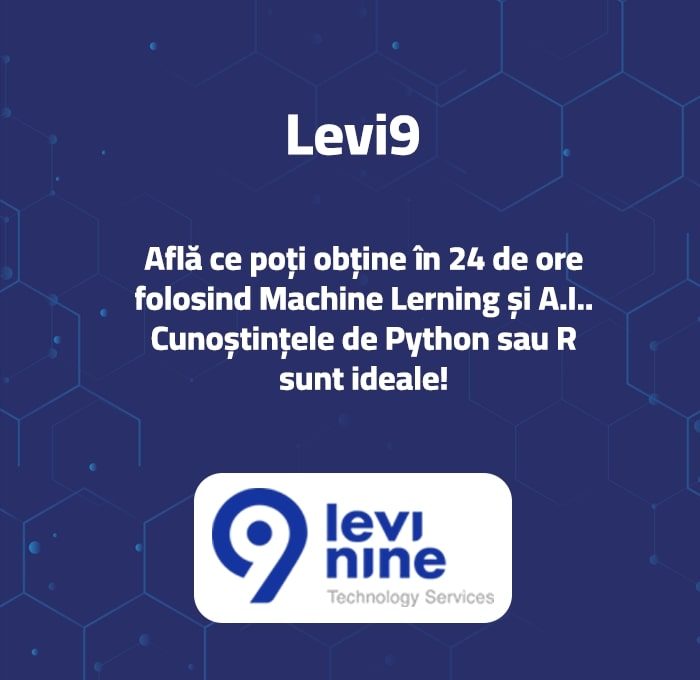 Levi9
Află ce poți obține în 24 de ore
folosind Machine Lerning și A.I..
Cunoștințele de Python sau R
sunt ideale!
levi
nine
Technology Services